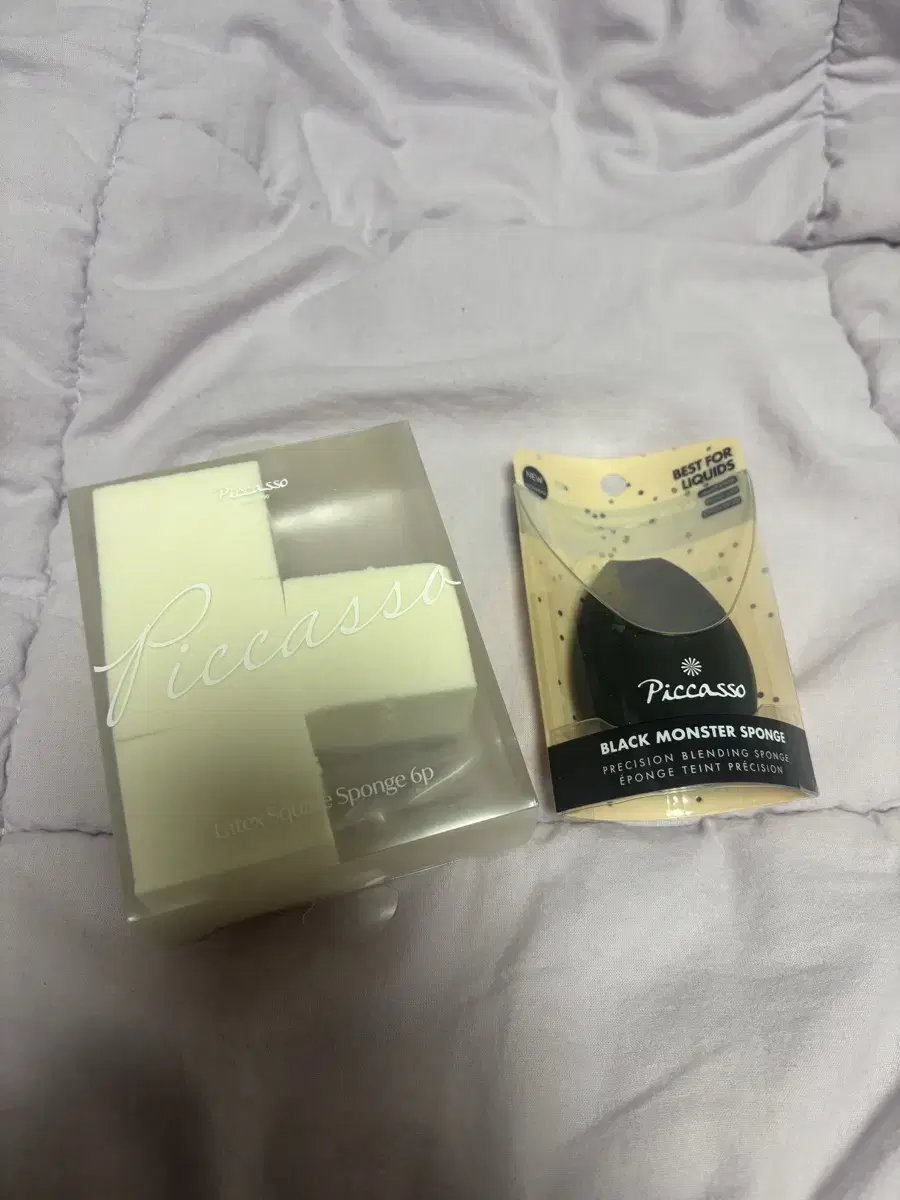 Piccasso
Piccasso
Latex Square Sponge 6p
NEW
BEST FOR
LIQUIDS
Piccasso
BLACK MONSTER SPONGE
PRECISION BLENDING SPONGE
ÉPONGE TEINT PRÉCISION